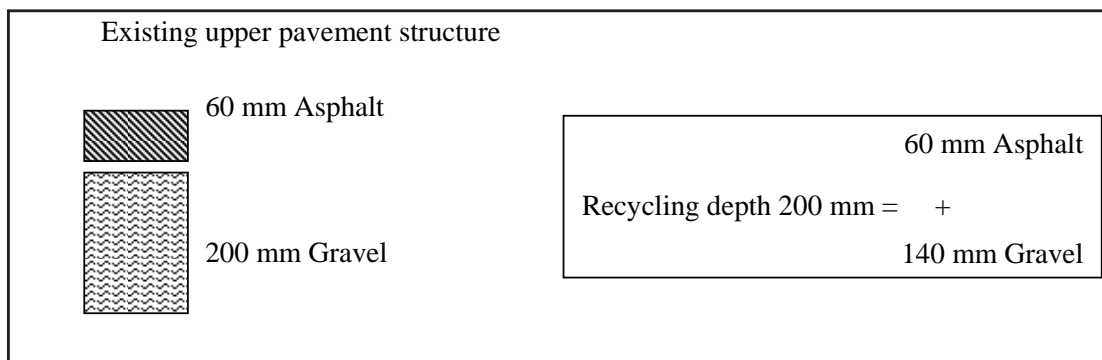 Existing upper pavement structure
60 mm Asphalt
200 mm Gravel
60 mm Asphalt
Recycling depth 200 mm = +
140 mm Gravel